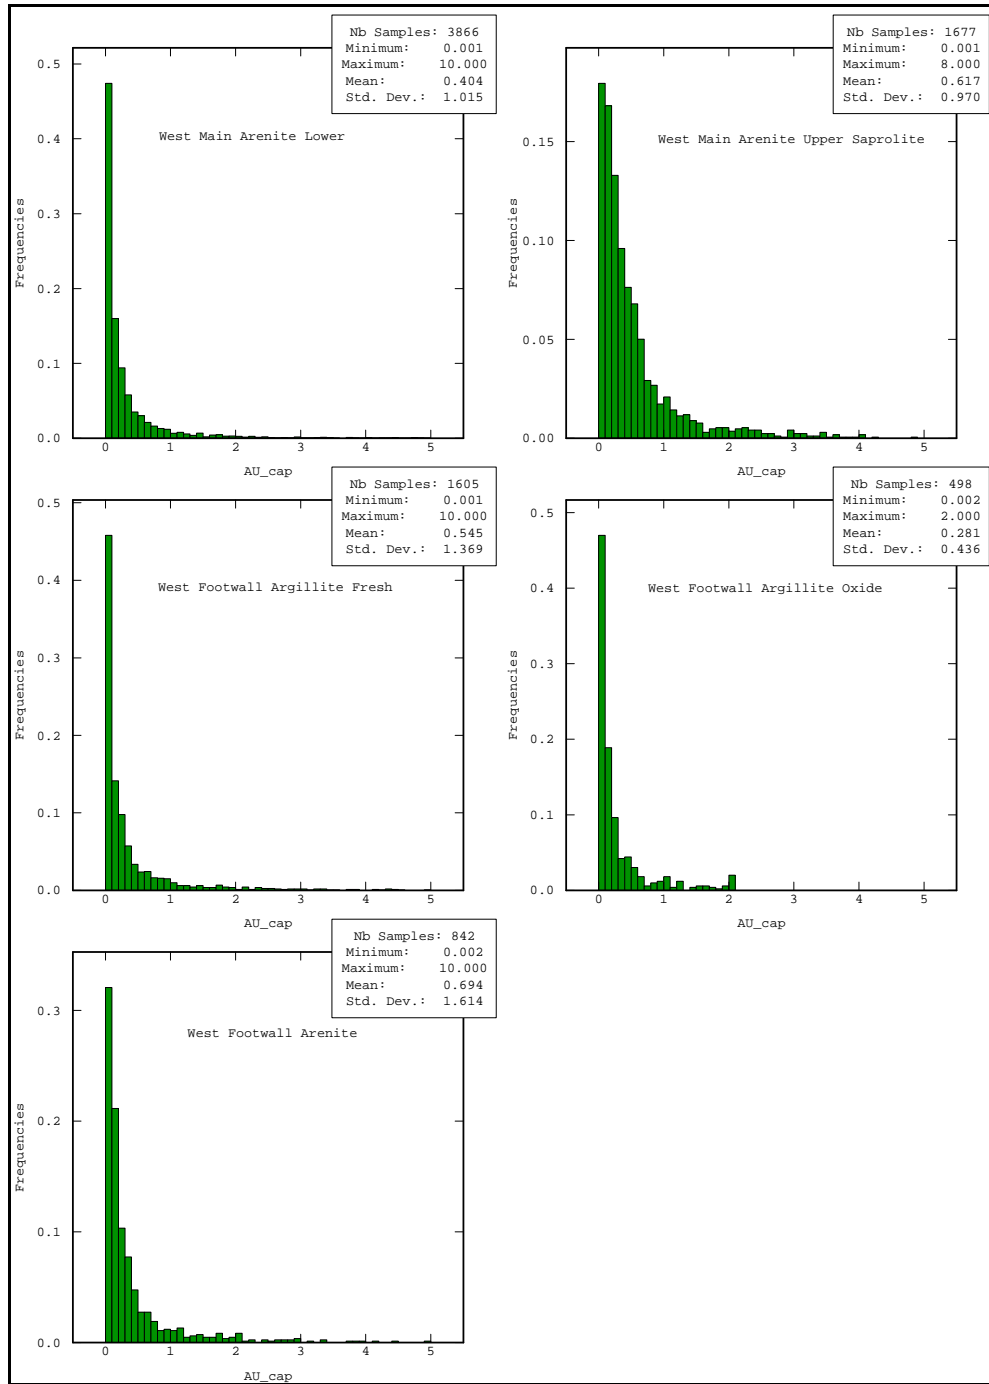 Nb Samples: 3866
Minimum: 0.001
Maximum: 10.000
Mean: 0.404
Std. Dev.: 1.015
West Main Arenite Lower
Frequencies
0.5
0.4
0.3
0.2
0.1
0.0
0 1 2 3 4 5
AU_cap
Nb Samples: 1677
Minimum: 0.001
Maximum: 8.000
Mean: 0.617
Std. Dev.: 0.970
West Main Arenite Upper Saprolite
Frequencies
0.15
0.10
0.05
0.00
0 1 2 3 4 5
AU_cap
Nb Samples: 1605
Minimum: 0.001
Maximum: 10.000
Mean: 0.545
Std. Dev.: 1.369
West Footwall Argillite Fresh
Frequencies
0.5
0.4
0.3
0.2
0.1
0.0
0 1 2 3 4 5
AU_cap
Nb Samples: 498
Minimum: 0.002
Maximum: 2.000
Mean: 0.281
Std. Dev.: 0.436
West Footwall Argillite Oxide
Frequencies
0.5
0.4
0.3
0.2
0.1
0.0
0 1 2 3 4 5
AU_cap
Nb Samples: 842
Minimum: 0.002
Maximum: 10.000
Mean: 0.694
Std. Dev.: 1.614
West Footwall Arenite
Frequencies
0.3
0.2
0.1
0.0
0 1 2 3 4 5
AU_cap